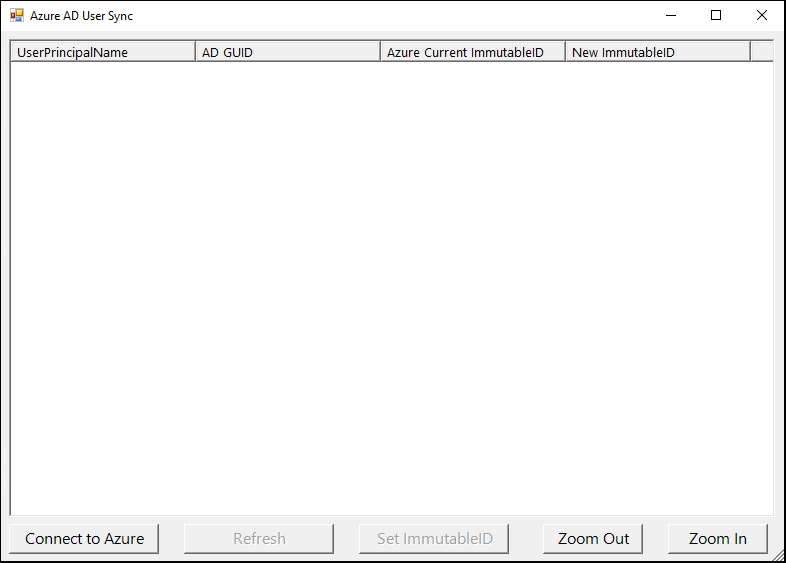 Azure AD User Sync
UserPrincipalName AD GUID Azure Current ImmutableID New ImmutableID
Connect to Azure Refresh Set ImmutableID Zoom Out Zoom In